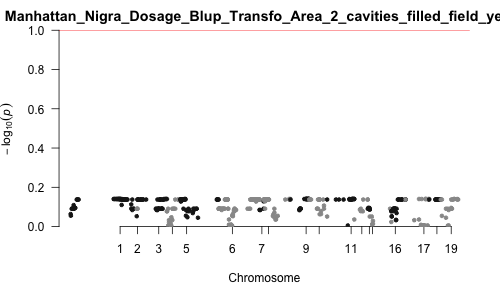 Manhattan_Nigra_Dosage_Blup_Transfo_Area_2_cavities_filled_field_ye
1.0
0.8
0.6
0.4
0.2
0.0
− log10(p)
1 2 3 5 6 7 9 11 16 17 19
Chromosome